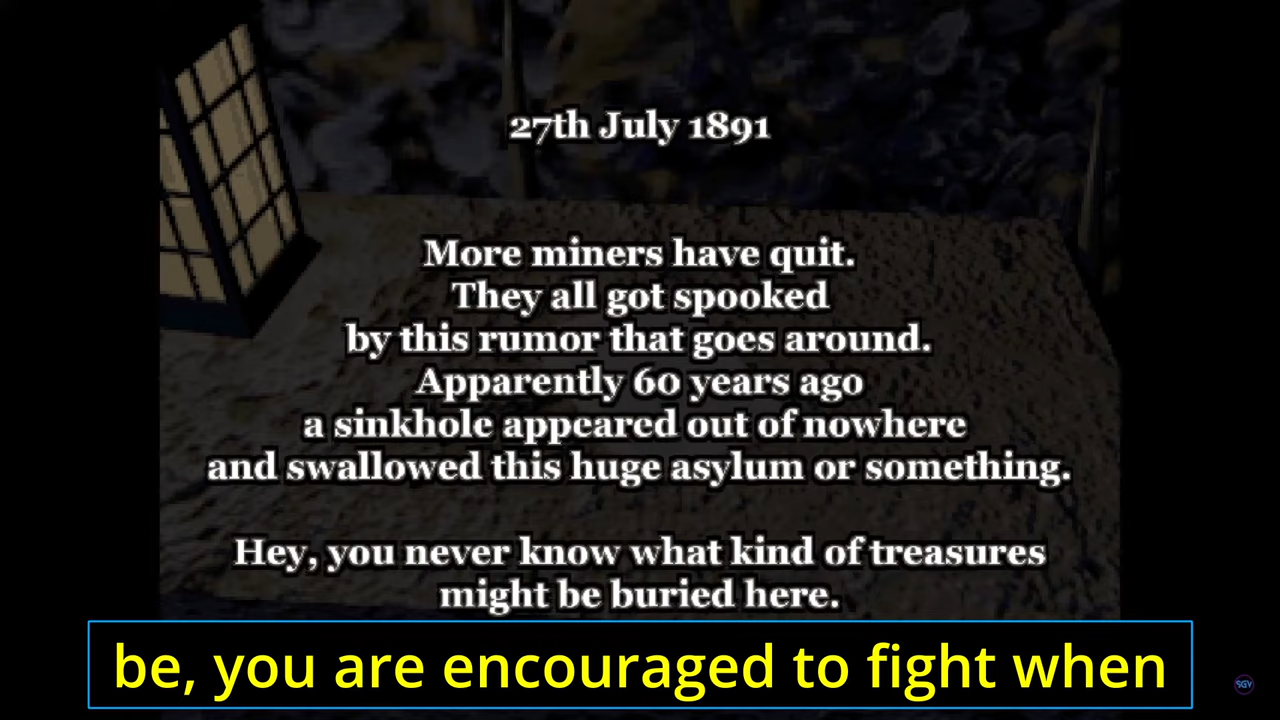 27th July 1891
More miners have quit.
They all got spooked
by this rumor that goes around.
Apparently 60 years ago
a sinkhole appeared out of nowhere
and swallowed this huge asylum or something.
Hey, you never know what kind of treasures
might be buried here.
be, you are encouraged to fight when
SGV